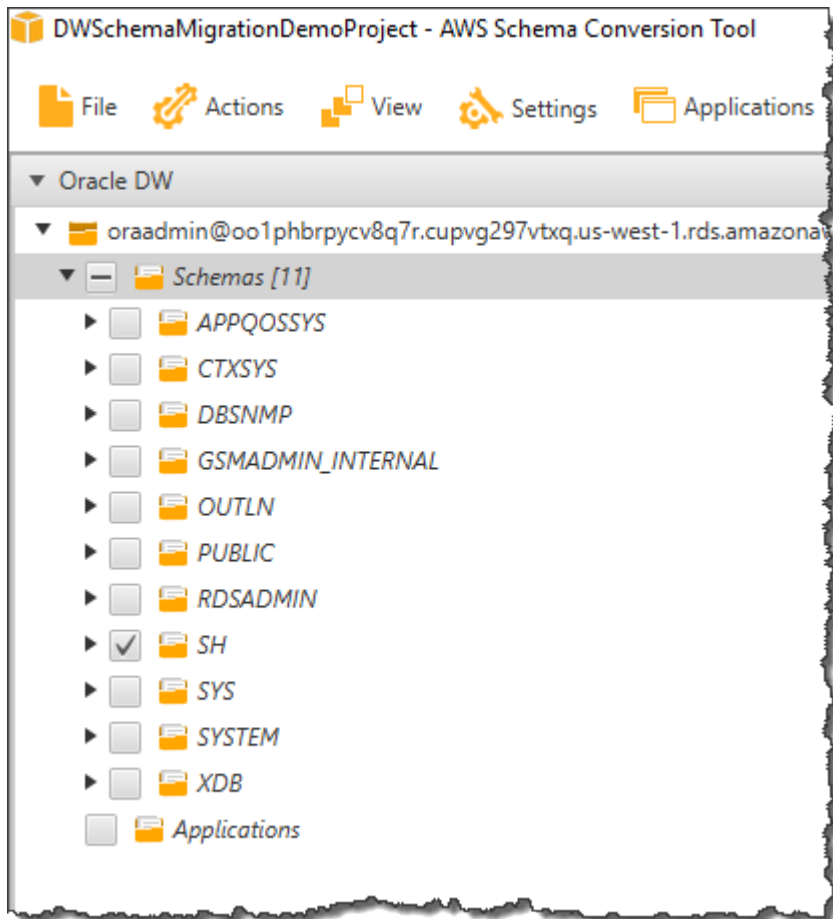 DWSchemaMigrationDemoProject - AWS Schema Conversion Tool
File Actions View Settings Applications
Oracle DW
oraadmin@oo1phbrpycv8q7r.cupvg297vtxq.us-west-1.rds.amazonav
Schemas [11]
APPQOSSYS
CTXSYS
DBSNMP
GSMADMIN_INTERNAL
OUTLN
PUBLIC
RDSADMIN
SH
SYS
SYSTEM
XDB
Applications